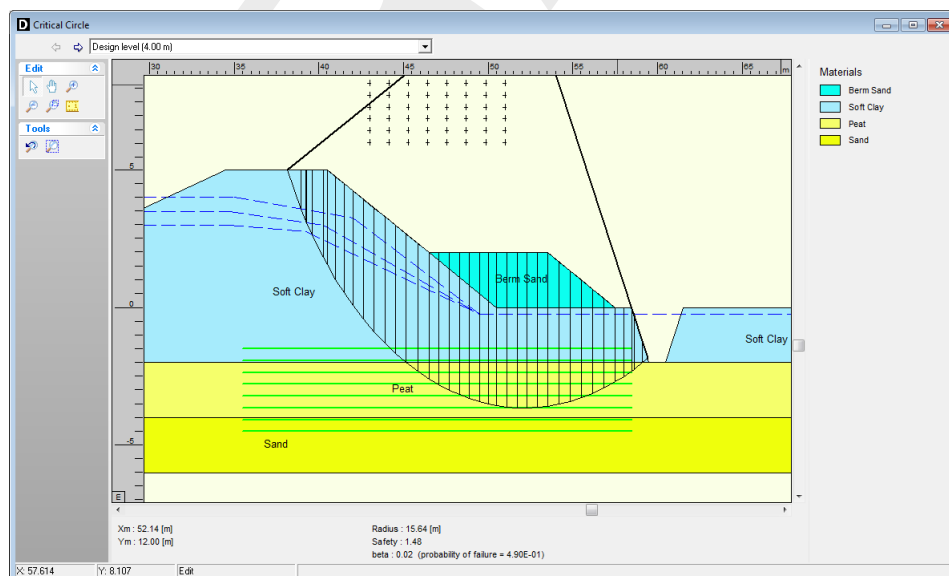 D Critical Circle
Design level (4.00 m)
Edit
Tools
30 35 40 45 50 55 60 65 m
5
0
-5
E
Soft Clay
Berm Sand
Soft Clay
Peat
Sand
Materials
Berm Sand
Soft Clay
Peat
Sand
Xm : 52.14 [m]
Ym : 12.00 [m]
Radius : 15.64 [m]
Safety : 1.48
beta : 0.02 (probability of failure = 4.90E-01)
X: 57.614 Y: 8.107 Edit